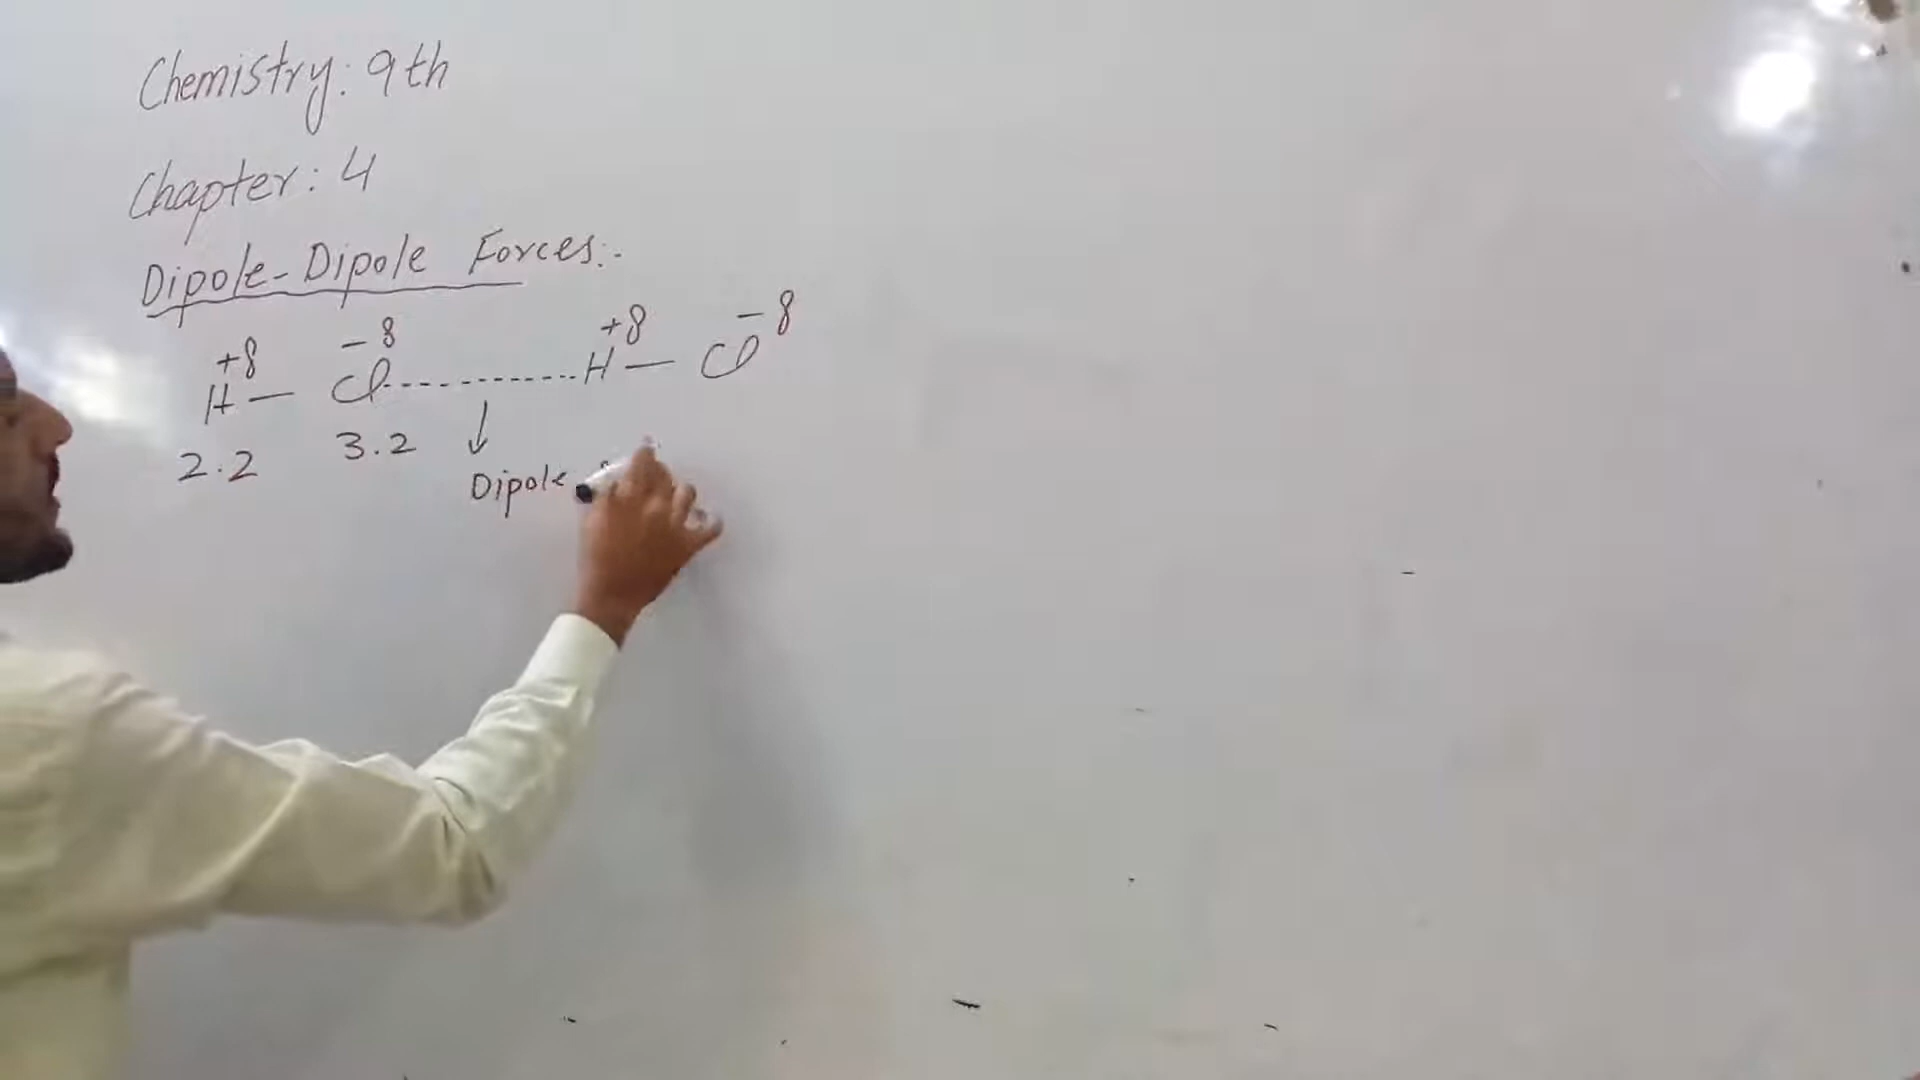 Chemistry: 9th
Chapter: 4
Dipole-Dipole Forces:-
+δ -δ +δ -δ
H — Cl ------------ H — Cl
2.2 3.2 ↓
Dipole